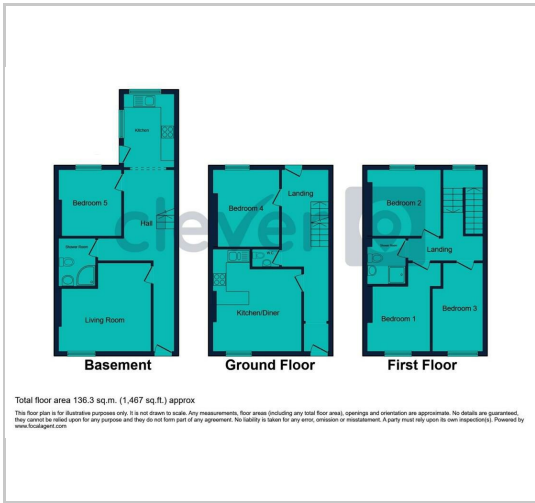 Kitchen
Bedroom 5
Hall
Shower Room
Living Room
Basement
Landing
Bedroom 4
Kitchen/Diner
Ground Floor
Bedroom 2
Shower Room
Landing
Bedroom 1
Bedroom 3
First Floor
clever
Total floor area 136.3 sq.m. (1,467 sq.ft.) approx
This floor plan is for illustrative purposes only. It is not drawn to scale. Any measurements, floor areas (including any total floor area), openings and orientation are approximate. No details are guaranteed,
they cannot be relied upon for any purpose and they do not form part of any agreement. No liability is taken for any error, omission or misstatement. A party must rely upon its own inspection(s). Powered by
www.focalagent.com